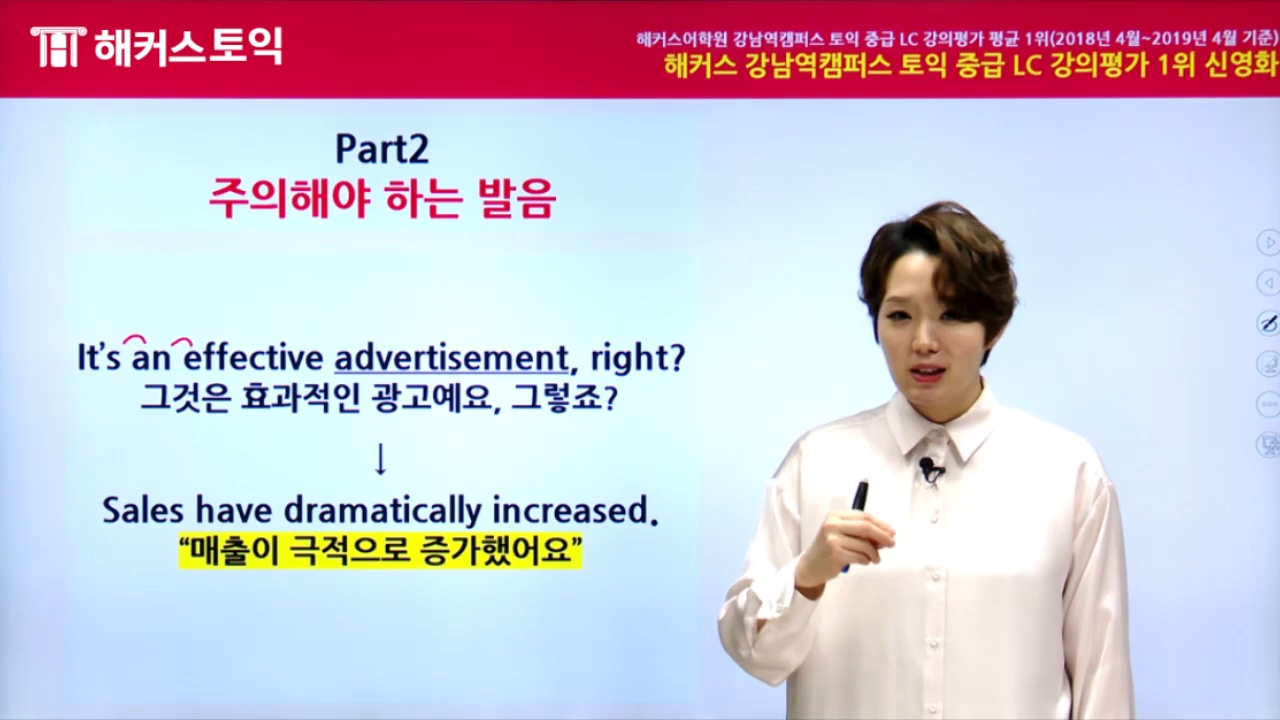 해커스토익
해커스어학원 강남역캠퍼스 토익 중급 LC 강의평가 평균 1위(2018년 4월~2019년 4월 기준)
해커스 강남역캠퍼스 토익 중급 LC 강의평가 1위 신영화
Part2
주의해야 하는 발음
It's an effective advertisement, right?
그것은 효과적인 광고예요, 그렇죠?
↓
Sales have dramatically increased.
“매출이 극적으로 증가했어요”